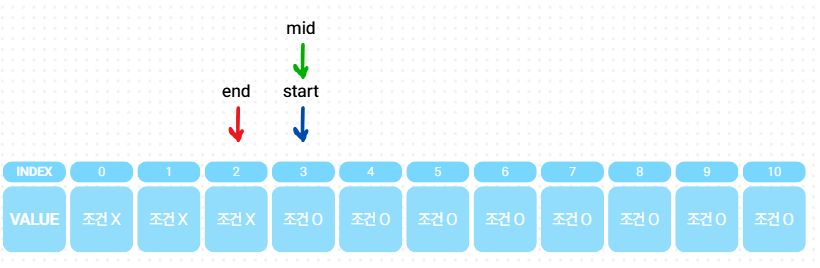 mid
end start
INDEX 0 1 2 3 4 5 6 7 8 9 10
VALUE 조건 X 조건 X 조건 X 조건 O 조건 O 조건 O 조건 O 조건 O 조건 O 조건 O 조건 O